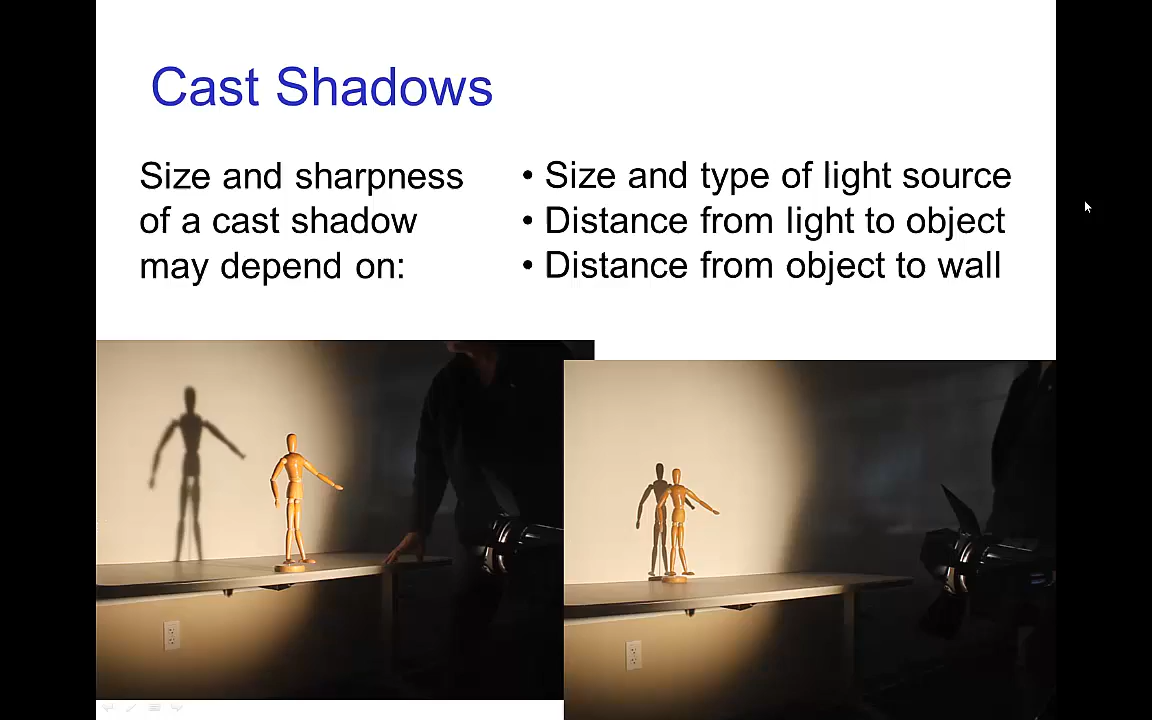 Cast Shadows
Size and sharpness
of a cast shadow
may depend on:
• Size and type of light source
• Distance from light to object
• Distance from object to wall